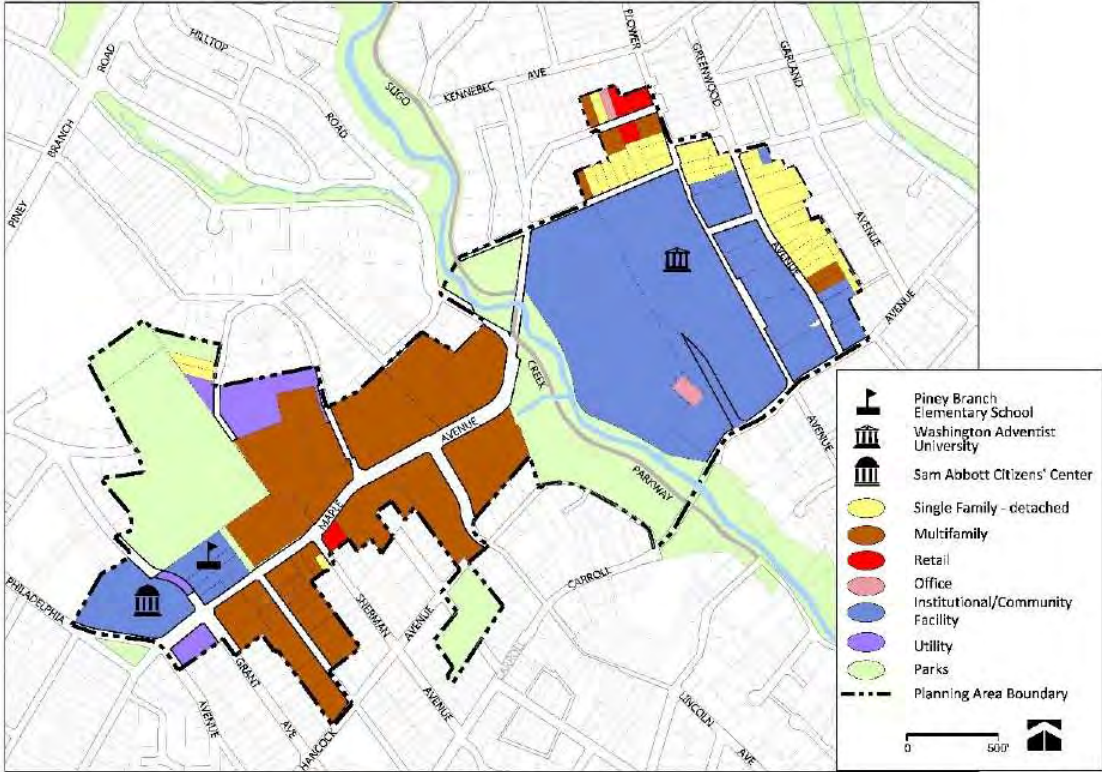 FLOWER
GREENWOOD
GARLAND
HILLTOP
ROAD
KENNEBEC AVE
SLIGO
ROAD
BRANCH
PINEY
AVENUE
AVENUE
AVENUE
CREEK
AVENUE
AVENUE
PARKWAY
MAPLE
CARROLL
PHILADELPHIA
SHERMAN
AVENUE
GRANT
AVENUE
AVE
HANCOCK
AVENUE
LINCOLN
AVE
Piney Branch
Elementary School
Washington Adventist
University
Sam Abbott Citizens' Center
Single Family - detached
Multifamily
Retail
Office
Institutional/Community
Facility
Utility
Parks
Planning Area Boundary
0 500'